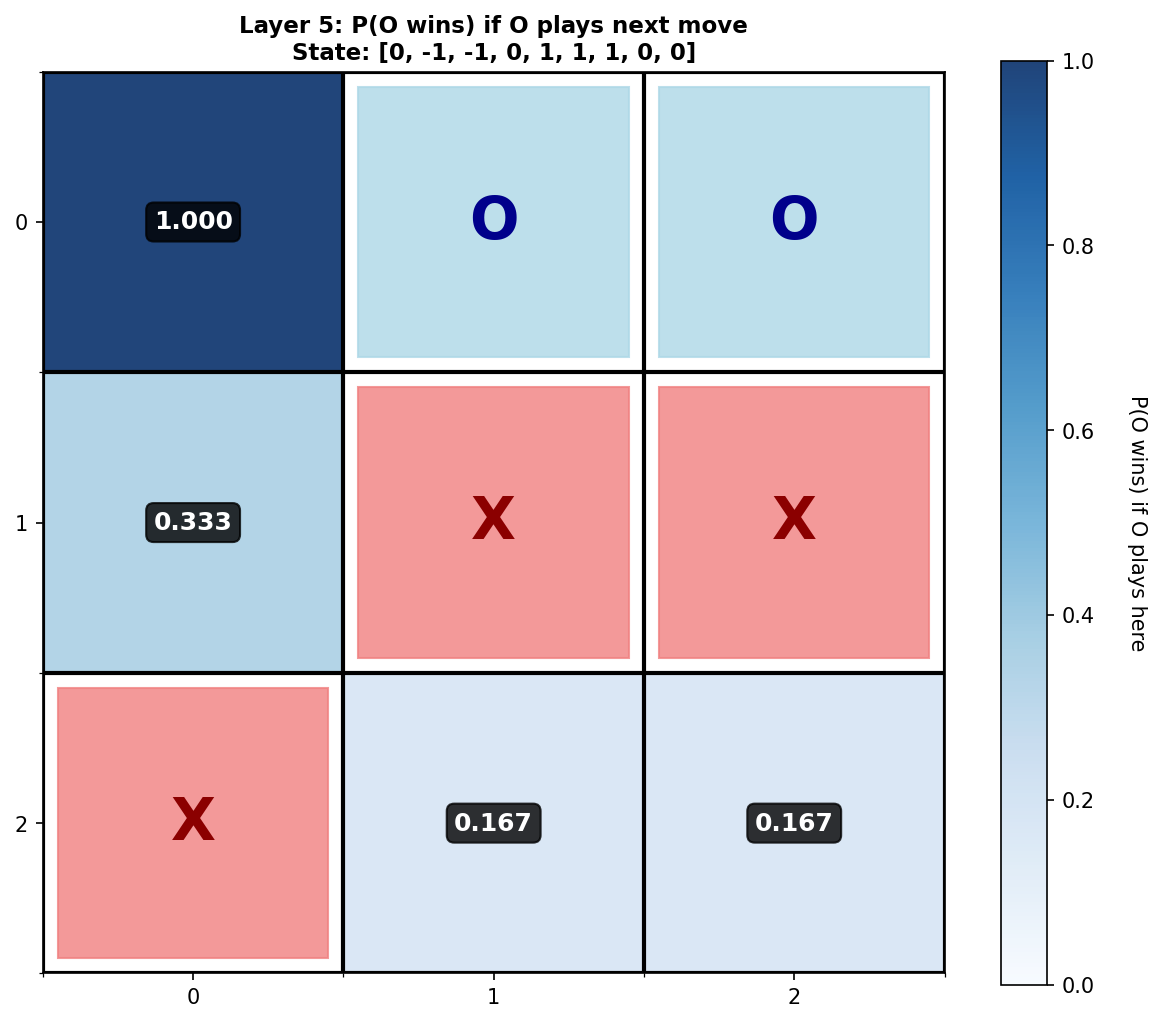 Layer 5: P(O wins) if O plays next move
State: [0, -1, -1, 0, 1, 1, 1, 0, 0]
1.000
O
O
0
0.333
X
X
1
X
0.167
0.167
2
0
1
2
1.0
0.8
0.6
0.4
0.2
0.0
P(O wins) if O plays here